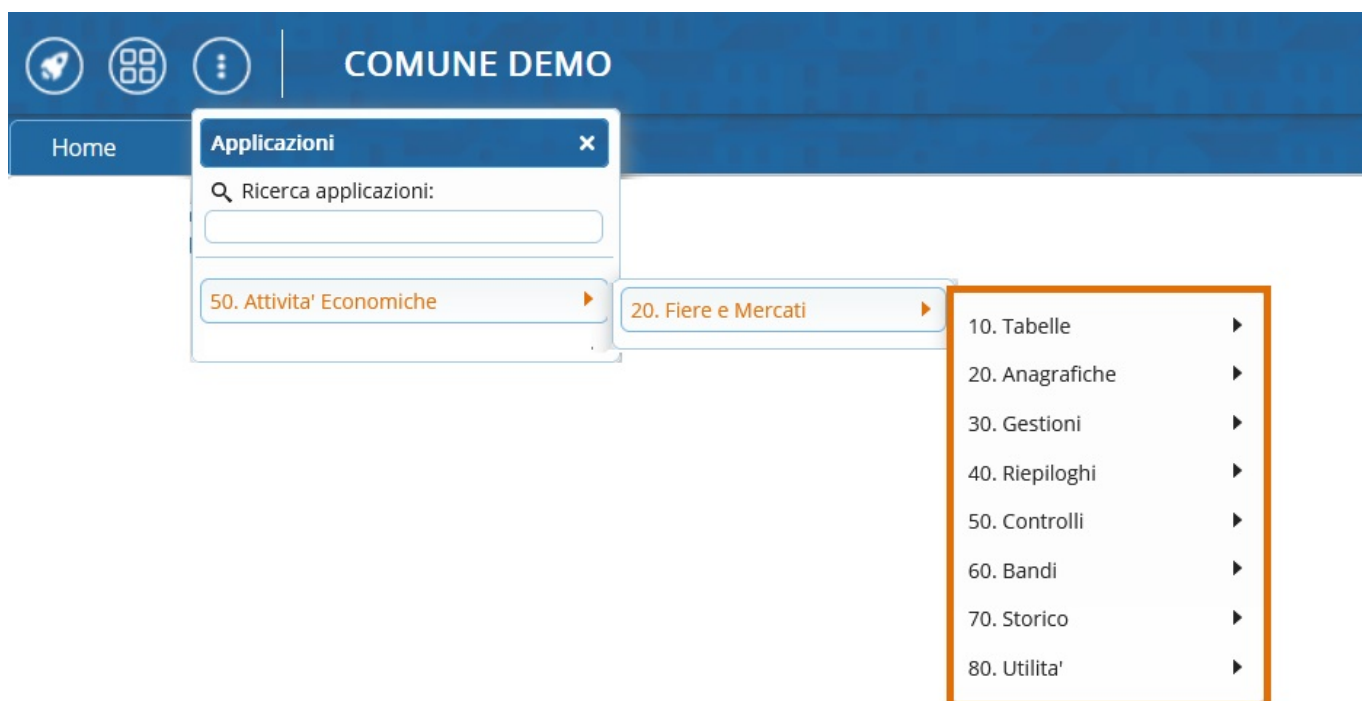 COMUNE DEMO
Home
Applicazioni
Ricerca applicazioni:
50. Attivita' Economiche
20. Fiere e Mercati
10. Tabelle
20. Anagrafiche
30. Gestioni
40. Riepiloghi
50. Controlli
60. Bandi
70. Storico
80. Utilita'